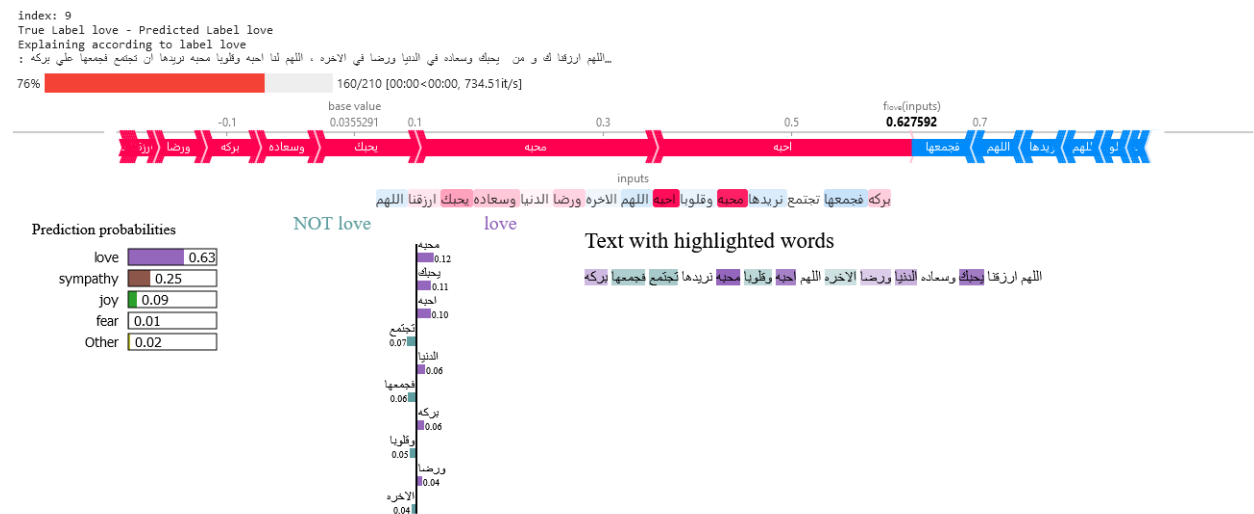 index: 9
True Label love - Predicted Label love
Explaining according to label love
: اللهم ارزقنا ك و من يحبك وسعاده في الدنيا ورضا في الاخره ، اللهم لنا احبه وقلوبا محبه نريدها ان تجتمع فجمعها علي بركه...
76% 160/210 [00:00<00:00, 734.51it/s]
base value
f love(inputs)
-0.1 0.0355291 0.1 0.3 0.5 0.627592 0.7
ورضا بركه وسعاده يحبك محبه احبه فجمعها اللهم
inputs
اللهم ارزقنا يحبك وسعاده الدنيا ورضا الاخره اللهم احبه وقلوبا محبه نريدها تجتمع فجمعها بركه
Prediction probabilities
love 0.63
sympathy 0.25
joy 0.09
fear 0.01
Other 0.02
NOT love love
محبه
0.12
يحبك
0.11
احبه
0.10
تجتمع
0.07
الدنيا
0.06
فجمعها
0.06
بركه
0.06
وقلوبا
0.05
ورضا
0.04
الاخره
0.04
Text with highlighted words
اللهم ارزقنا يحبك وسعاده الدنيا ورضا الاخره اللهم احبه وقلوبا محبه نريدها تجتمع فجمعها بركه